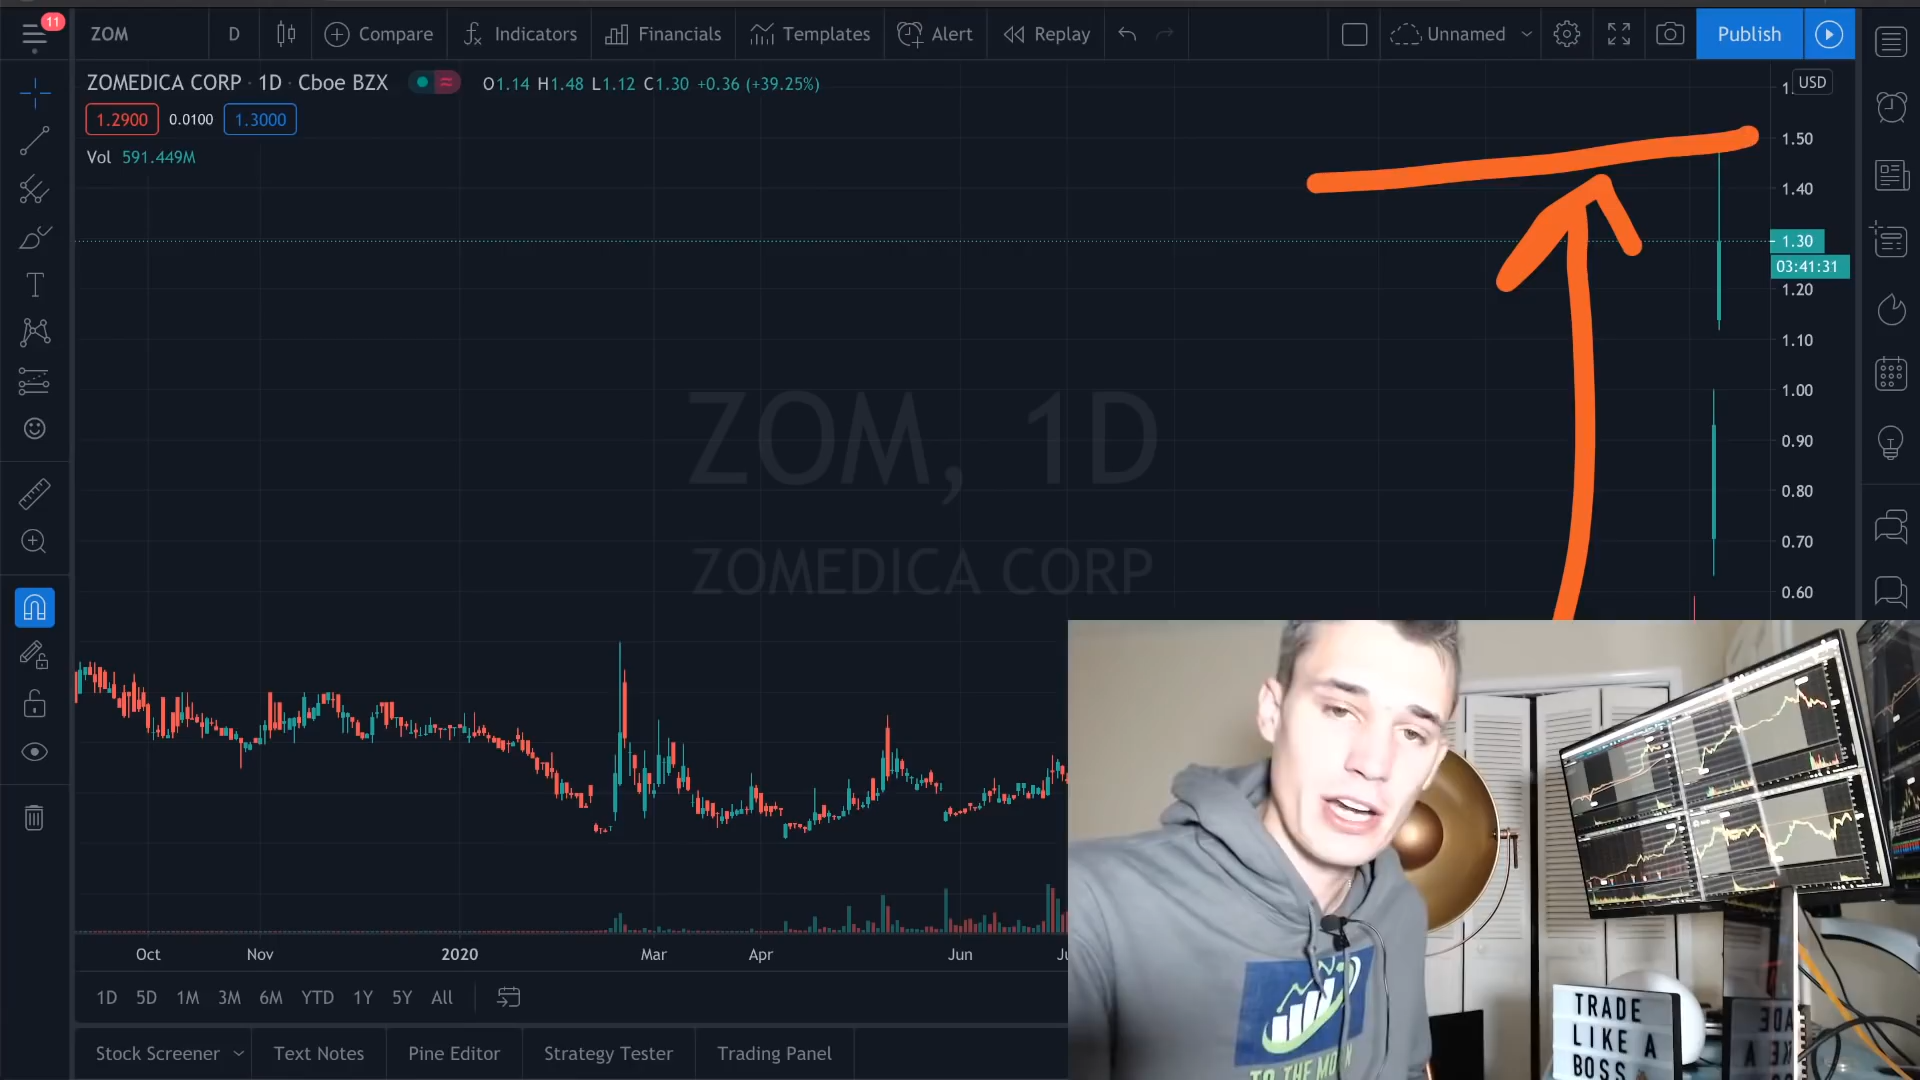 11
ZOM
D
Compare
Indicators
Financials
Templates
Alert
Replay
Unnamed
Publish
ZOMEDICA CORP · 1D · Cboe BZX
O1.14 H1.48 L1.12 C1.30 +0.36 (+39.25%)
USD
1.2900
0.0100
1.3000
Vol 591.449M
1.50
1.40
1.30
03:41:31
1.20
1.10
1.00
0.90
0.80
0.70
0.60
ZOM, 1D
ZOMEDICA CORP
Oct
Nov
2020
Mar
Apr
Jun
1D 5D 1M 3M 6M YTD 1Y 5Y All
Stock Screener
Text Notes
Pine Editor
Strategy Tester
Trading Panel
TO THE MOON
TRADE
LIKE A
BOSS